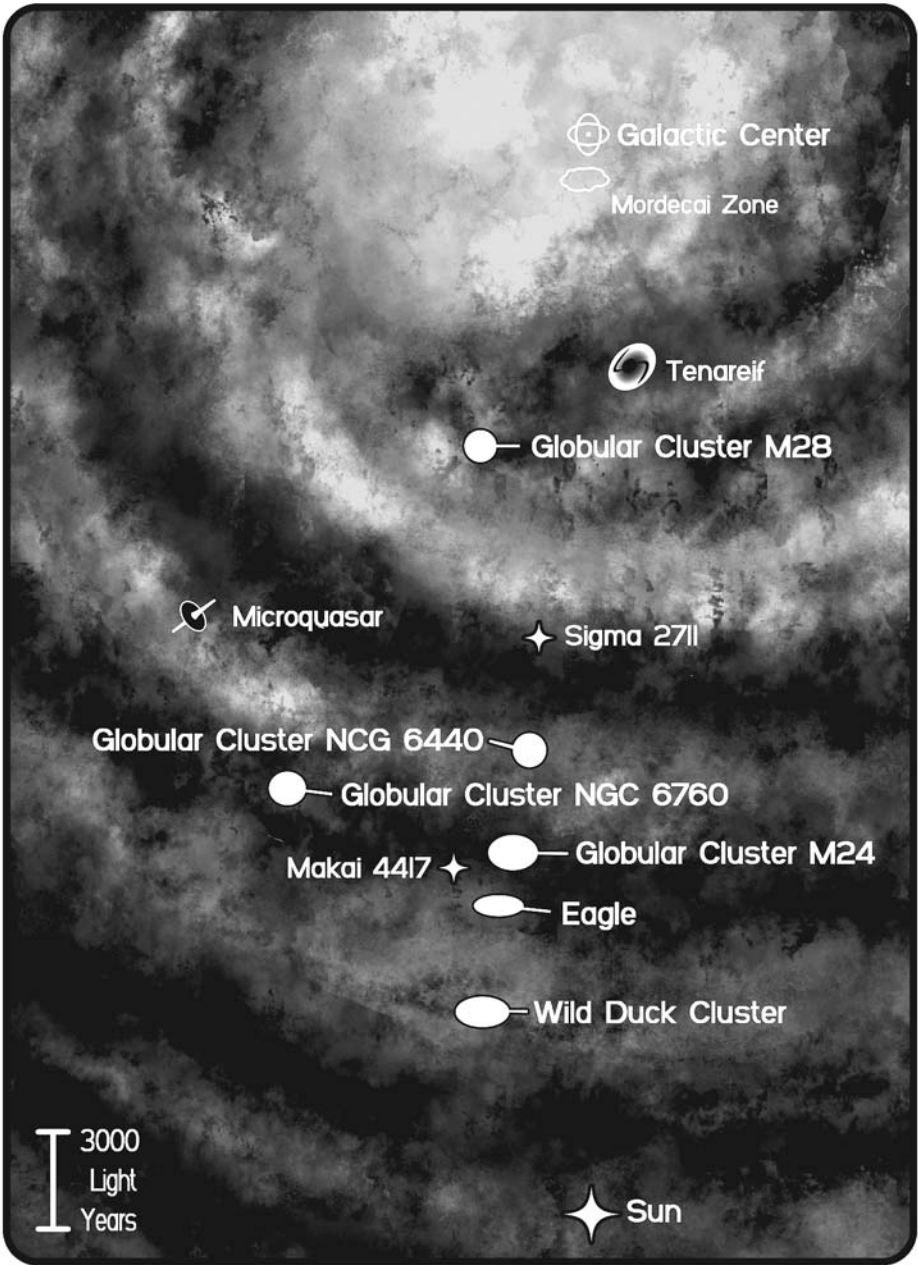 Galactic Center
Mordecai Zone
Tenareif
Globular Cluster M28
Microquasar
Sigma 2711
Globular Cluster NCG 6440
Globular Cluster NGC 6760
Globular Cluster M24
Makai 4417
Eagle
Wild Duck Cluster
3000
Light
Years
Sun